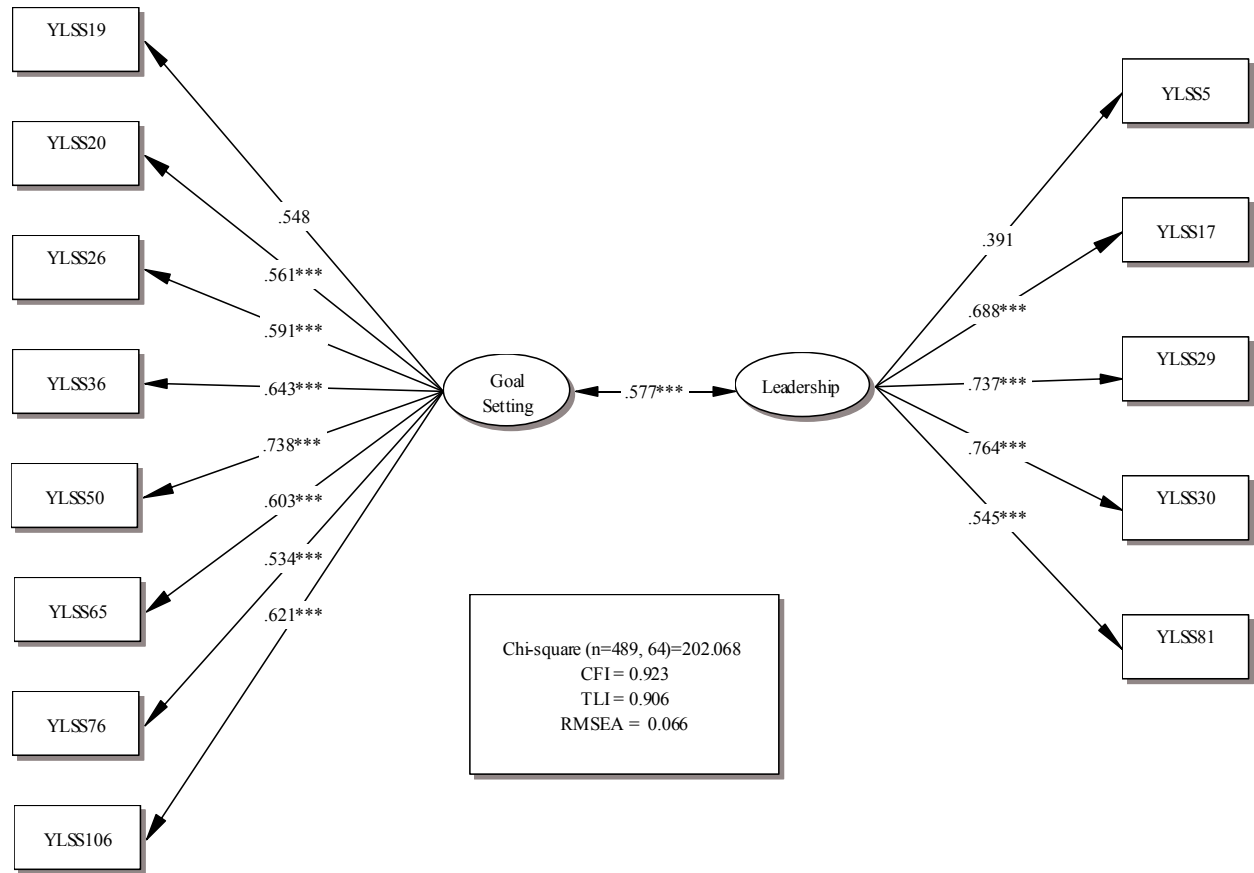 YLSS19
YLSS20
YLSS26
YLSS36
YLSS50
YLSS65
YLSS76
YLSS106
.548
.561***
.591***
.643***
.738***
.603***
.534***
.621***
Goal
Setting
.577***
Leadership
.391
.688***
.737***
.764***
.545***
YLSS5
YLSS17
YLSS29
YLSS30
YLSS81
Chi-square (n=489, 64)=202.068
CFI = 0.923
TLI = 0.906
RMSEA = 0.066